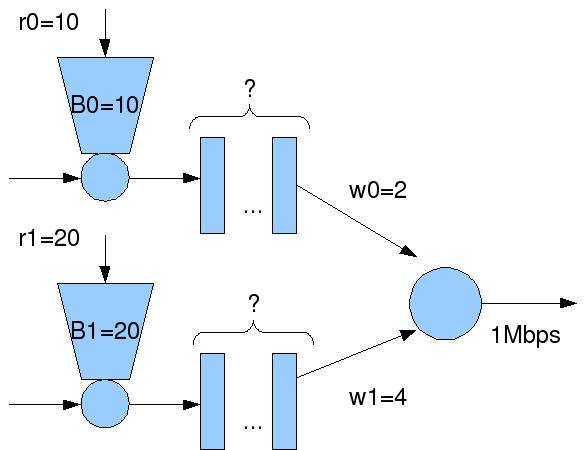 r0=10
B0=10
?
...
w0=2
r1=20
B1=20
?
...
w1=4
1Mbps